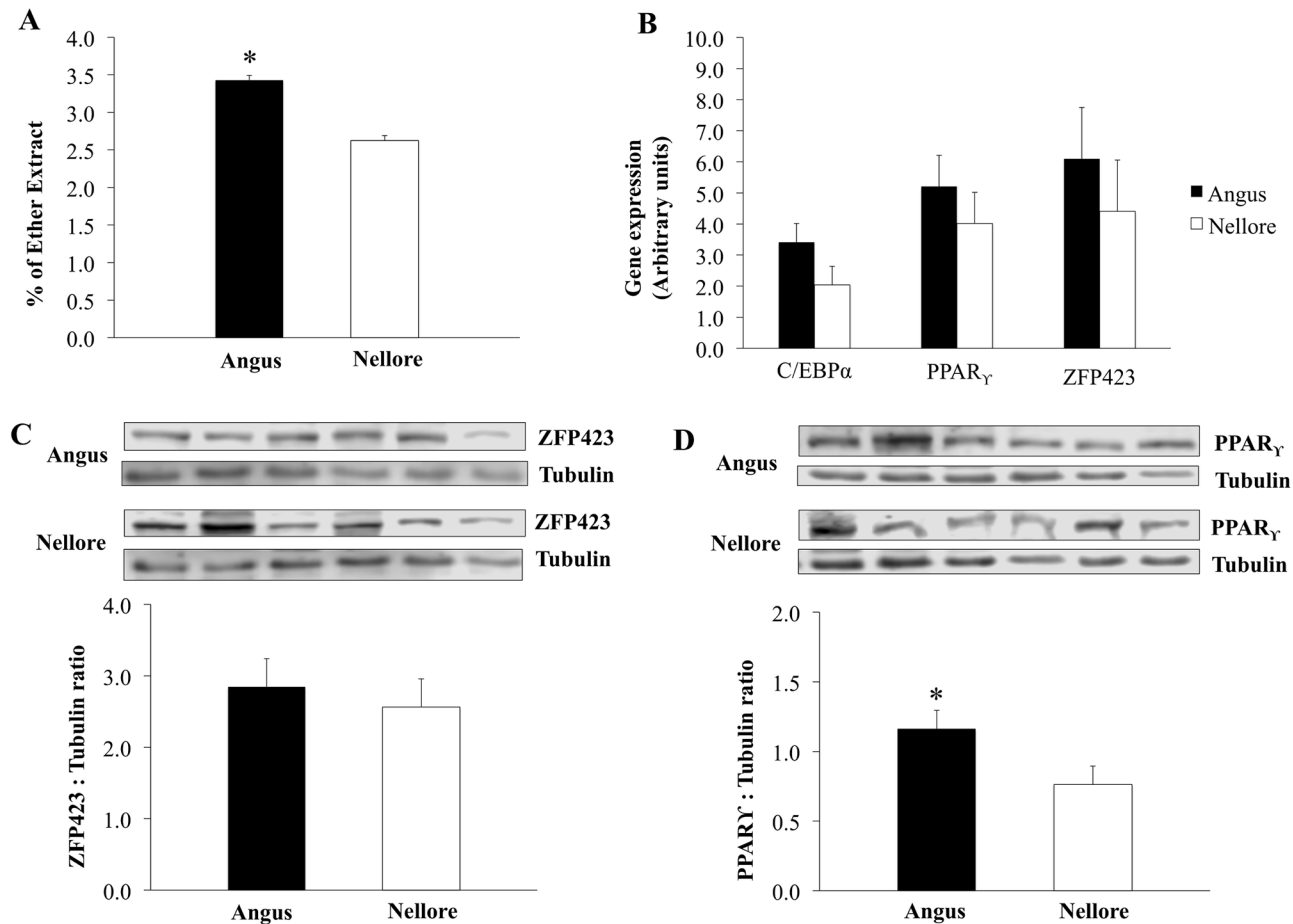 A
*
% of Ether Extract
4.0
3.5
3.0
2.5
2.0
1.5
1.0
0.5
0.0
Angus
Nellore
B
Gene expression
(Arbitrary units)
10.0
9.0
8.0
7.0
6.0
5.0
4.0
3.0
2.0
1.0
0.0
C/EBPα
PPARϒ
ZFP423
Angus
Nellore
C
Angus
ZFP423
Tubulin
Nellore
ZFP423
Tubulin
ZFP423 : Tubulin ratio
4.0
3.0
2.0
1.0
0.0
Angus
Nellore
D
Angus
PPARϒ
Tubulin
Nellore
PPARϒ
Tubulin
PPARϒ : Tubulin ratio
2.0
1.5
1.0
0.5
0.0
*
Angus
Nellore